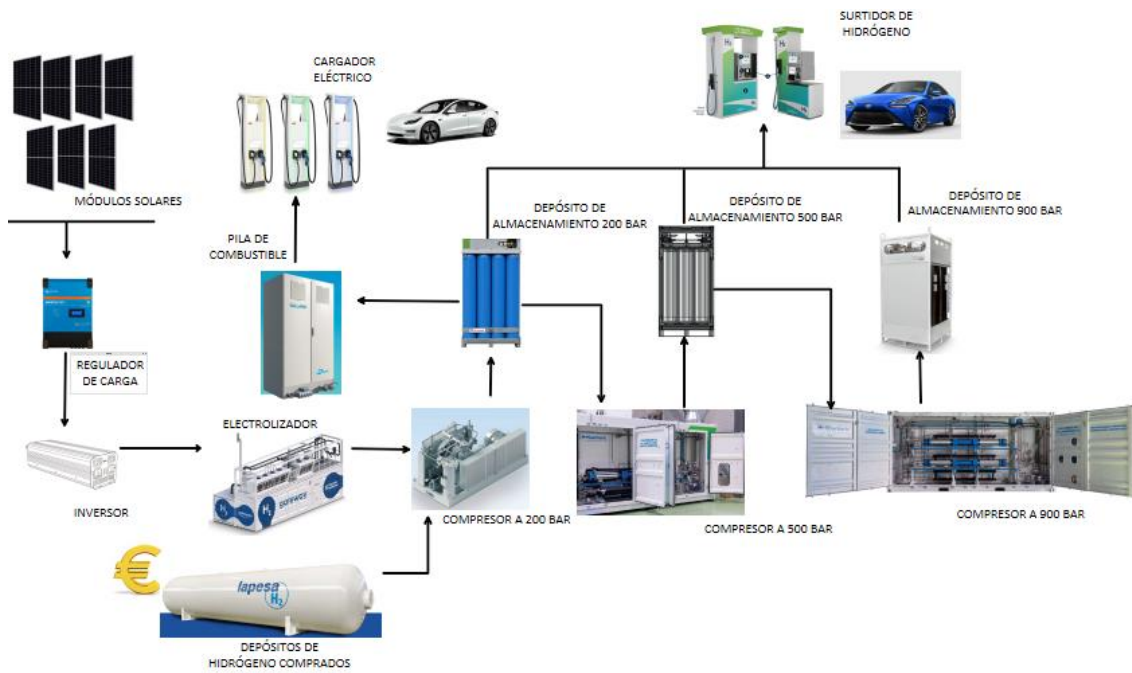 SURTIDOR DE
HIDRÓGENO
CARGADOR
ELÉCTRICO
MÓDULOS SOLARES
DEPÓSITO DE
ALMACENAMIENTO 200 BAR
DEPÓSITO DE
ALMACENAMIENTO 500 BAR
DEPÓSITO DE
ALMACENAMIENTO 900 BAR
PILA DE
COMBUSTIBLE
REGULADOR
DE CARGA
ELECTROLIZADOR
H2
INVERSOR
COMPRESOR A 200 BAR
COMPRESOR A 500 BAR
COMPRESOR A 900 BAR
€
lapesa
H2
DEPÓSITOS DE
HIDRÓGENO COMPRADOS